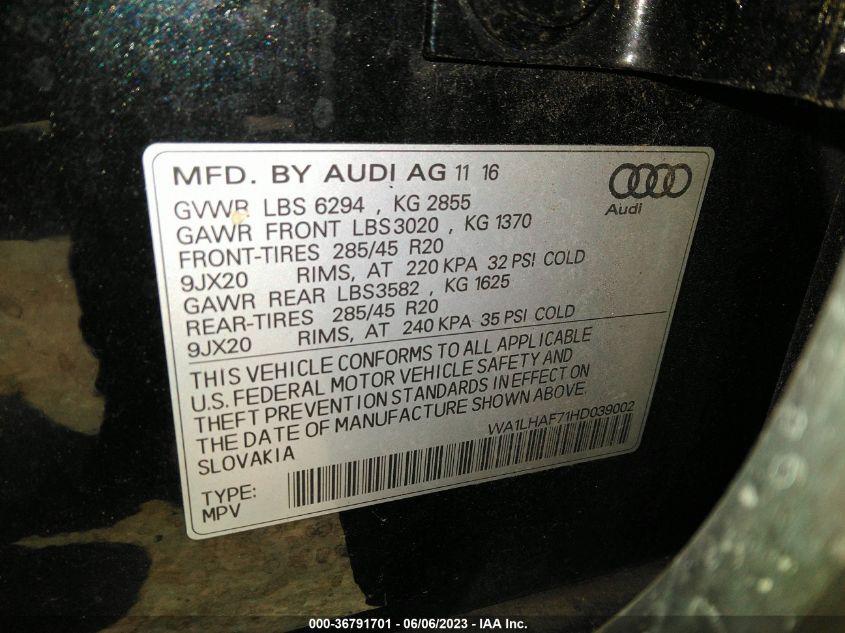 MFD. BY AUDI AG 11 16
Audi
GVWR LBS 6294 , KG 2855
GAWR FRONT LBS3020 , KG 1370
FRONT-TIRES 285/45 R20
9JX20 RIMS, AT 220 KPA 32 PSI COLD
GAWR REAR LBS3582 , KG 1625
REAR-TIRES 285/45 R20
9JX20 RIMS, AT 240 KPA 35 PSI COLD
THIS VEHICLE CONFORMS TO ALL APPLICABLE
U.S. FEDERAL MOTOR VEHICLE SAFETY AND
THEFT PREVENTION STANDARDS IN EFFECT ON
THE DATE OF MANUFACTURE SHOWN ABOVE.
SLOVAKIA
WA1LHAF71HD039002
TYPE:
MPV
000-36791701 - 06/06/2023 - IAA Inc.